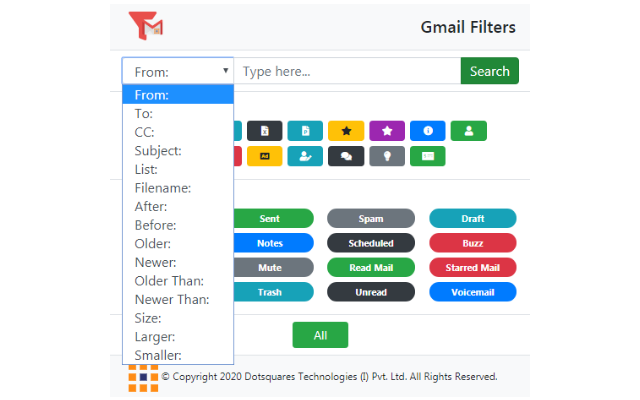 Gmail Filters
From:
Type here...
Search
From:
To:
CC:
Subject:
List:
Filename:
After:
Before:
Older:
Newer:
Older Than:
Newer Than:
Size:
Larger:
Smaller:
Sent Spam Draft
Notes Scheduled Buzz
Mute Read Mail Starred Mail
Trash Unread Voicemail
All
© Copyright 2020 Dotsquares Technologies (I) Pvt. Ltd. All Rights Reserved.